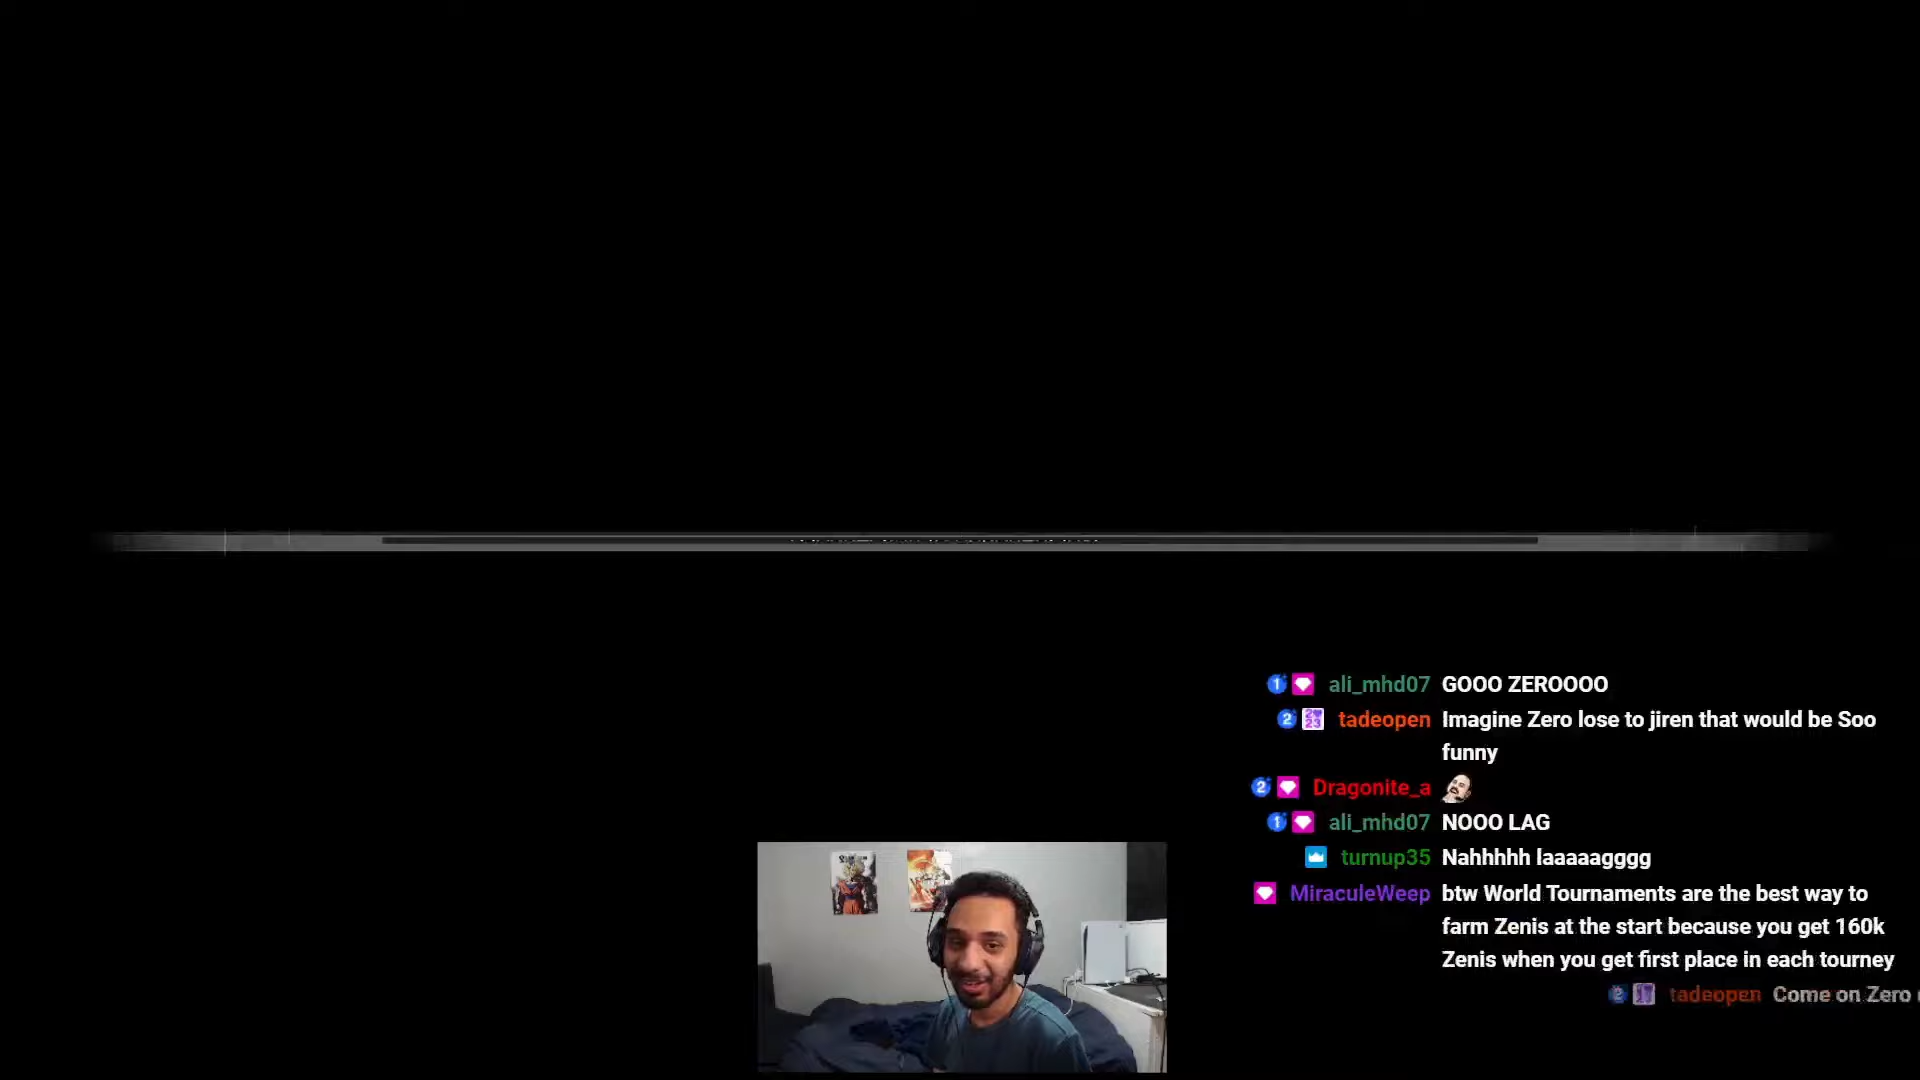 ali_mhd07 GOOO ZEROOOO
tadeopen Imagine Zero lose to jiren that would be Soo
funny
Dragonite_a
ali_mhd07 NOOO LAG
turnup35 Nahhhhh laaaaagggg
MiraculeWeep btw World Tournaments are the best way to
farm Zenis at the start because you get 160k
Zenis when you get first place in each tourney
tadeopen Come on Zero